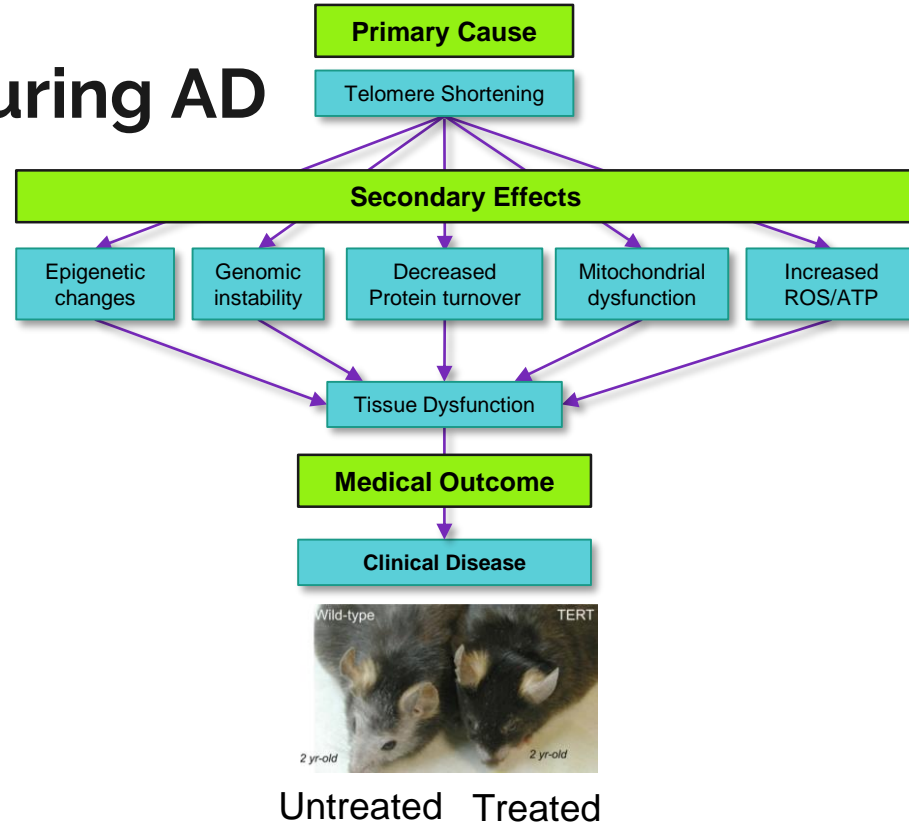 Primary Cause
uring AD
Telomere Shortening
Secondary Effects
Epigenetic
changes
Genomic
instability
Decreased
Protein turnover
Mitochondrial
dysfunction
Increased
ROS/ATP
Tissue Dysfunction
Medical Outcome
Clinical Disease
Wild-type
TERT
2 yr-old
2 yr-old
Untreated
Treated